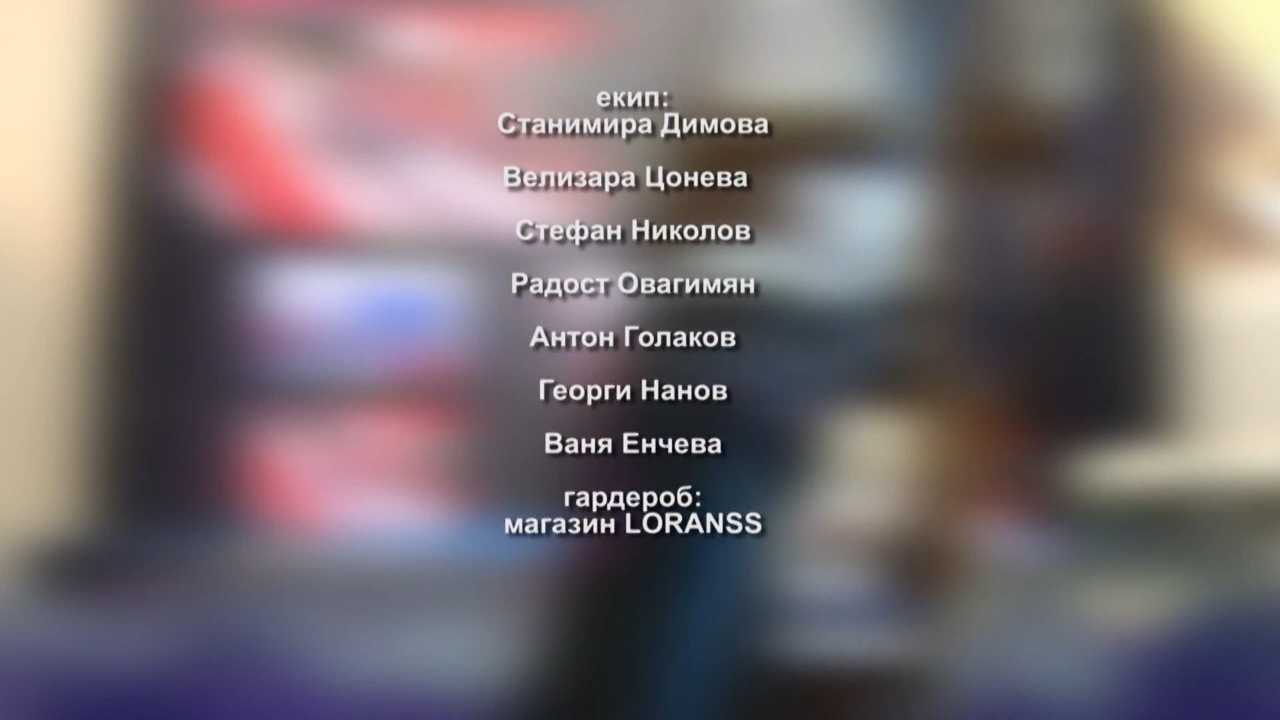 екип:
Станимира Димова
Велизара Цонева
Стефан Николов
Радост Овагимян
Антон Голаков
Георги Нанов
Ваня Енчева
гардероб:
магазин LORANSS